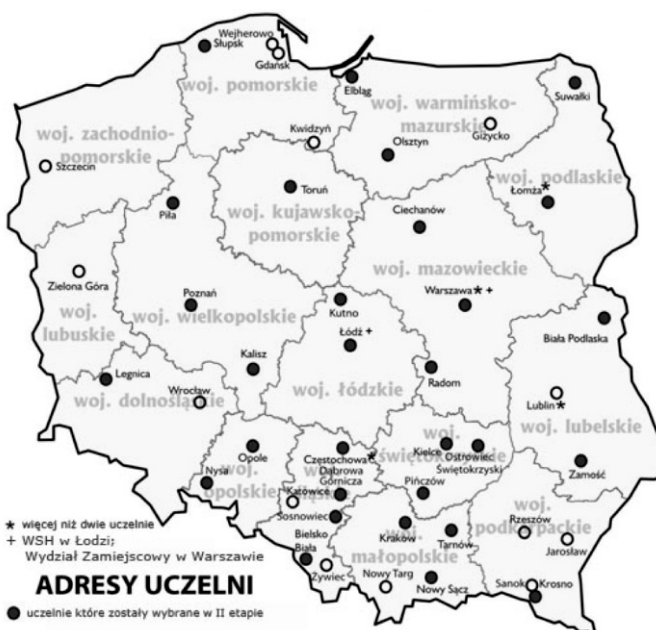 Wejherowo
Słupsk
Gdańsk
woj. pomorskie
Elbląg
woj. warmińsko-
mazurskie
Suwałki
woj. zachodnio-
pomorskie
Kwidzyń
Giżycko
Olsztyn
Szczecin
woj. podlaskie
Łomża *
Toruń
Piła
woj. kujawsko-
pomorskie
Ciechanów
Zielona Góra
woj. mazowieckie
Poznań
Warszawa * +
woj.
lubuskie
woj. wielkopolskie
Kutno
Łódź +
Biała Podlaska
Kalisz
Radom
Legnica
woj. łódzkie
Wrocław
woj. dolnośląskie
Lublin *
woj. lubelskie
Opole
Częstochowa *
Kielce
woj.
świętokrzyskie
Ostrowiec
Świętokrzyski
Nysa
woj.
opolskie
Dąbrowa
Górnicza
woj.
śląskie
Pińczów
Zamość
Katowice
Sosnowiec
woj.
podkarpackie
Rzeszów
Kraków
Tarnów
Jarosław
Bielsko
Biała
woj.
małopolskie
Żywiec
Nowy Targ
Nowy Sącz
Sanok
Krosno
* więcej niż dwie uczelnie
+ WSH w Łodzi;
Wydział Zamiejscowy w Warszawie
ADRESY UCZELNI
uczelnie które zostały wybrane w II etapie